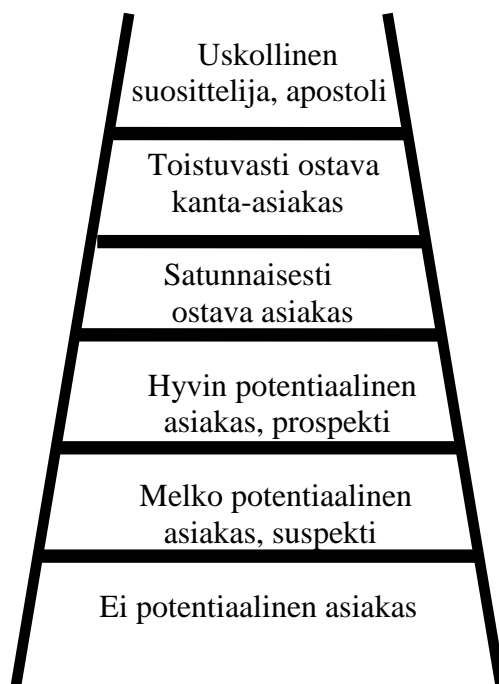 Uskollinen
suosittelija, apostoli
Toistuvasti ostava
kanta-asiakas
Satunnaisesti
ostava asiakas
Hyvin potentiaalinen
asiakas, prospekti
Melko potentiaalinen
asiakas, suspekti
Ei potentiaalinen asiakas